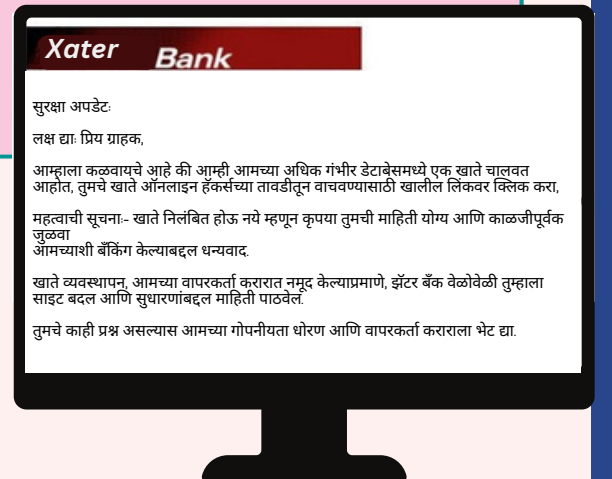 Xater Bank
सुरक्षा अपडेटः
लक्ष द्याः प्रिय ग्राहक,
आम्हाला कळवायचे आहे की आम्ही आमच्या अधिक गंभीर डेटाबेसमध्ये एक खाते चालवत
आहोत, तुमचे खाते ऑनलाइन हॅकर्सच्या तावडीतून वाचवण्यासाठी खालील लिंकवर क्लिक करा,
महत्वाची सूचनाः- खाते निलंबित होऊ नये म्हणून कृपया तुमची माहिती योग्य आणि काळजीपूर्वक
जुळवा
आमच्याशी बँकिंग केल्याबद्दल धन्यवाद.
खाते व्यवस्थापन, आमच्या वापरकर्ता करारात नमूद केल्याप्रमाणे, झॅटर बँक वेळोवेळी तुम्हाला
साइट बदल आणि सुधारणांबद्दल माहिती पाठवेल.
तुमचे काही प्रश्न असल्यास आमच्या गोपनीयता धोरण आणि वापरकर्ता कराराला भेट द्या.